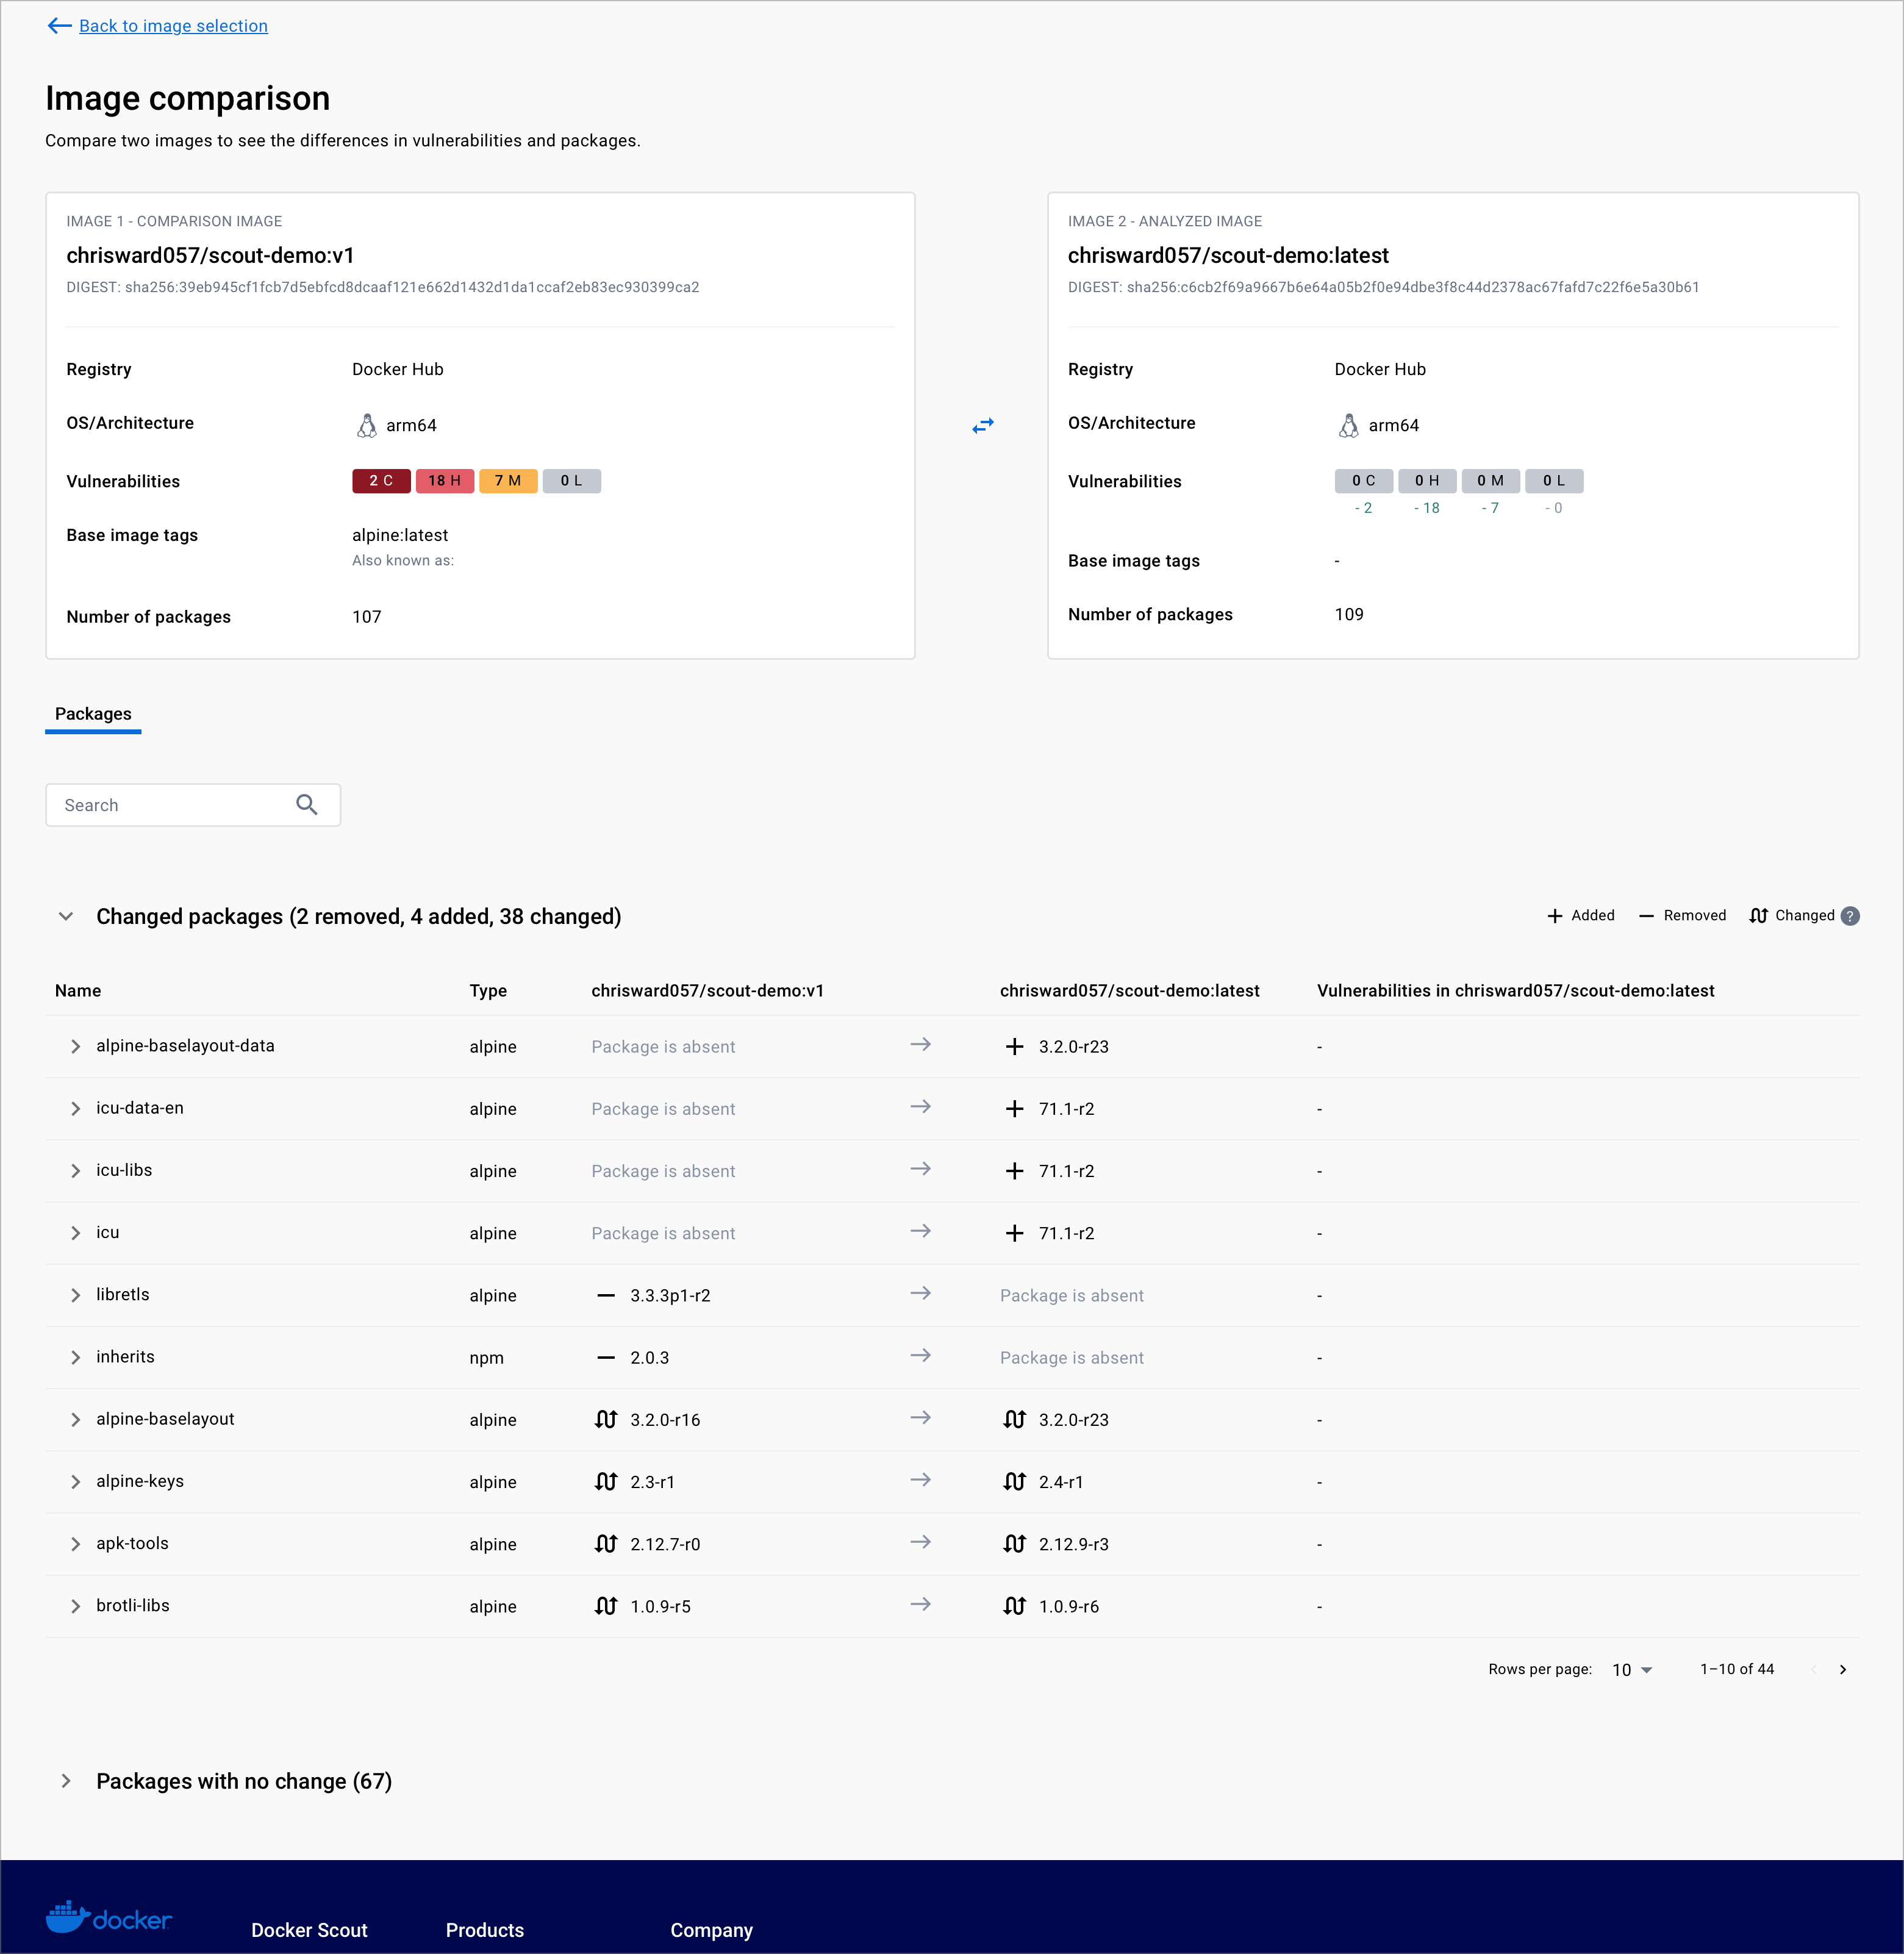 Back to image selection
Image comparison
Compare two images to see the differences in vulnerabilities and packages.
IMAGE 1 - COMPARISON IMAGE
chrisward057/scout-demo:v1
DIGEST: sha256:39eb945cf1fcb7d5ebfcd8dcaaf121e662d1432d1da1ccaf2eb83ec930399ca2
Registry Docker Hub
OS/Architecture arm64
Vulnerabilities 2 C 18 H 7 M 0 L
Base image tags alpine:latest
Also known as:
Number of packages 107
IMAGE 2 - ANALYZED IMAGE
chrisward057/scout-demo:latest
DIGEST: sha256:c6cb2f69a9667b6e64a05b2f0e94dbe3f8c44d2378ac67fafd7c22f6e5a30b61
Registry Docker Hub
OS/Architecture arm64
Vulnerabilities 0 C 0 H 0 M 0 L
- 2 - 18 - 7 - 0
Base image tags -
Number of packages 109
Packages
Search
Changed packages (2 removed, 4 added, 38 changed)
Added Removed Changed ?
Name Type chrisward057/scout-demo:v1 chrisward057/scout-demo:latest Vulnerabilities in chrisward057/scout-demo:latest
alpine-baselayout-data alpine Package is absent 3.2.0-r23 -
icu-data-en alpine Package is absent 71.1-r2 -
icu-libs alpine Package is absent 71.1-r2 -
icu alpine Package is absent 71.1-r2 -
libretls alpine 3.3.3p1-r2 Package is absent -
inherits npm 2.0.3 Package is absent -
alpine-baselayout alpine 3.2.0-r16 3.2.0-r23 -
alpine-keys alpine 2.3-r1 2.4-r1 -
apk-tools alpine 2.12.7-r0 2.12.9-r3 -
brotli-libs alpine 1.0.9-r5 1.0.9-r6 -
Rows per page: 10 1–10 of 44
Packages with no change (67)
docker
Docker Scout Products Company